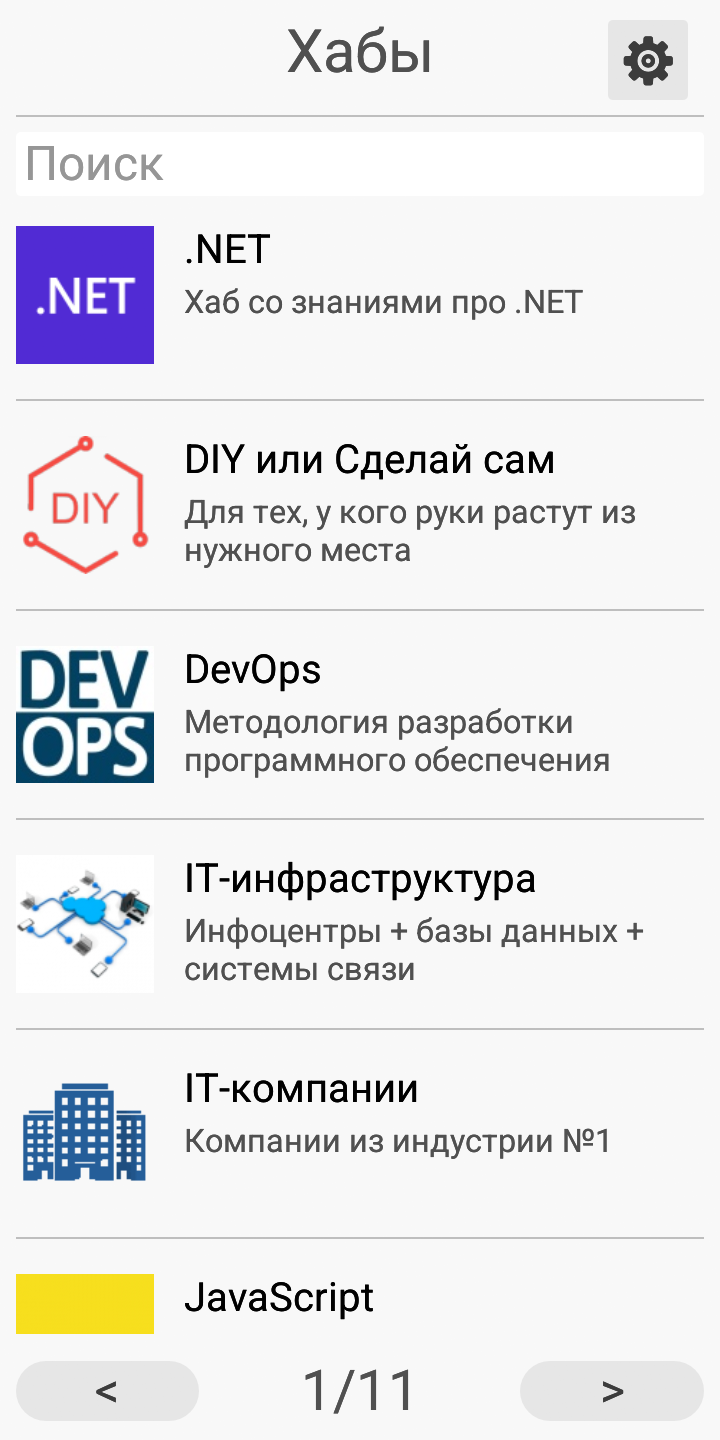 Хабы
Поиск
.NET
.NET
Хаб со знаниями про .NET
DIY
DIY или Сделай сам
Для тех, у кого руки растут из
нужного места
DEV
OPS
DevOps
Методология разработки
программного обеспечения
IT-инфраструктура
Инфоцентры + базы данных +
системы связи
IT-компании
Компании из индустрии №1
JavaScript
<
1/11
>